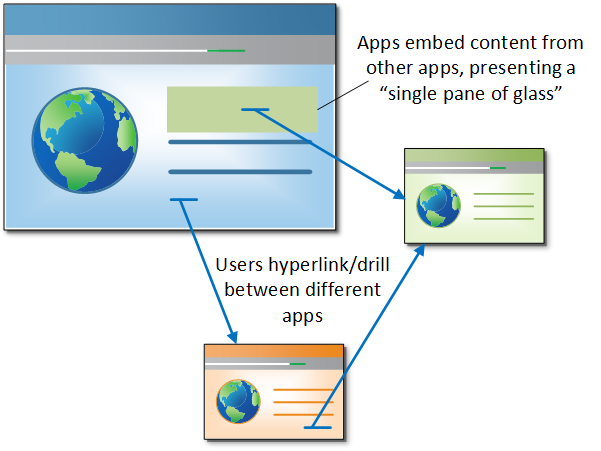 Apps embed content from
other apps, presenting a
“single pane of glass”
Users hyperlink/drill
between different
apps